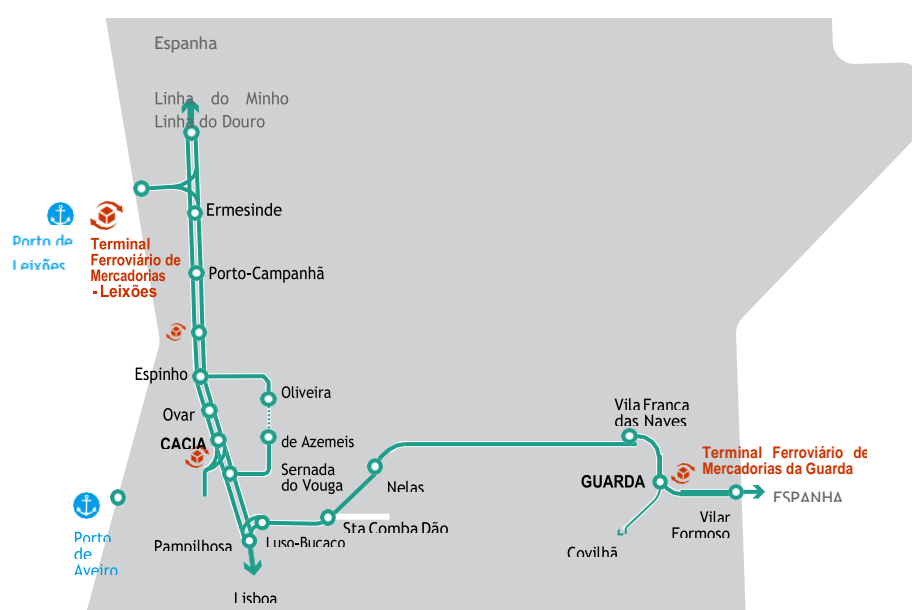 Espanha
Linha do Minho
Linha do Douro
Ermesinde
Porto de
Leixões
Terminal
Ferroviário de
Mercadorias
- Leixões
Porto-Campanhã
Espinho
Oliveira
Ovar
CACIA
de Azemeis
Sernada
do Vouga
Vila Franca
das Naves
Terminal Ferroviário de
Mercadorias da Guarda
GUARDA
Nelas
ESPANHA
Vilar
Formoso
Sta Comba Dão
Porto
de
Aveiro
Pampilhosa
Luso-Bucaco
Covilhã
Lisboa